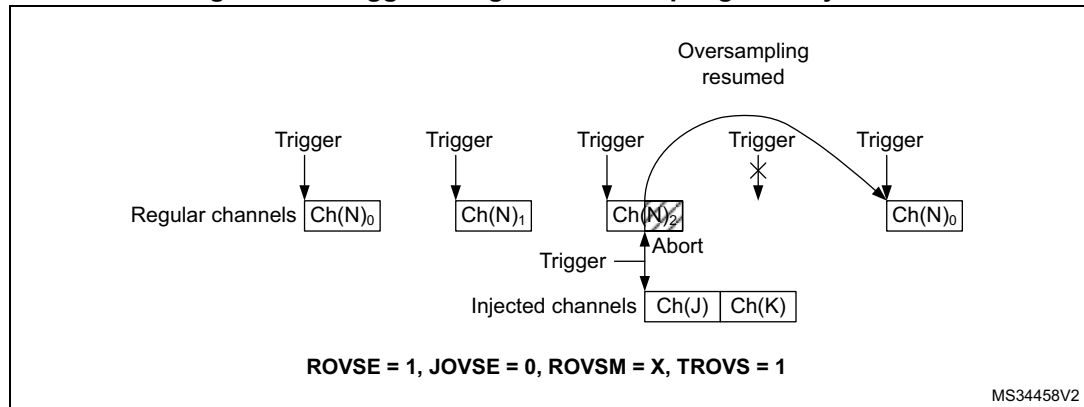 Oversampling
resumed
Trigger Trigger Trigger Trigger Trigger
Regular channels Ch(N)₀ Ch(N)₁ Ch(N)₂ Ch(N)₀
Abort
Trigger
Injected channels Ch(J) Ch(K)
ROVSE = 1, JOVSE = 0, ROVSM = X, TROVS = 1
MS34458V2